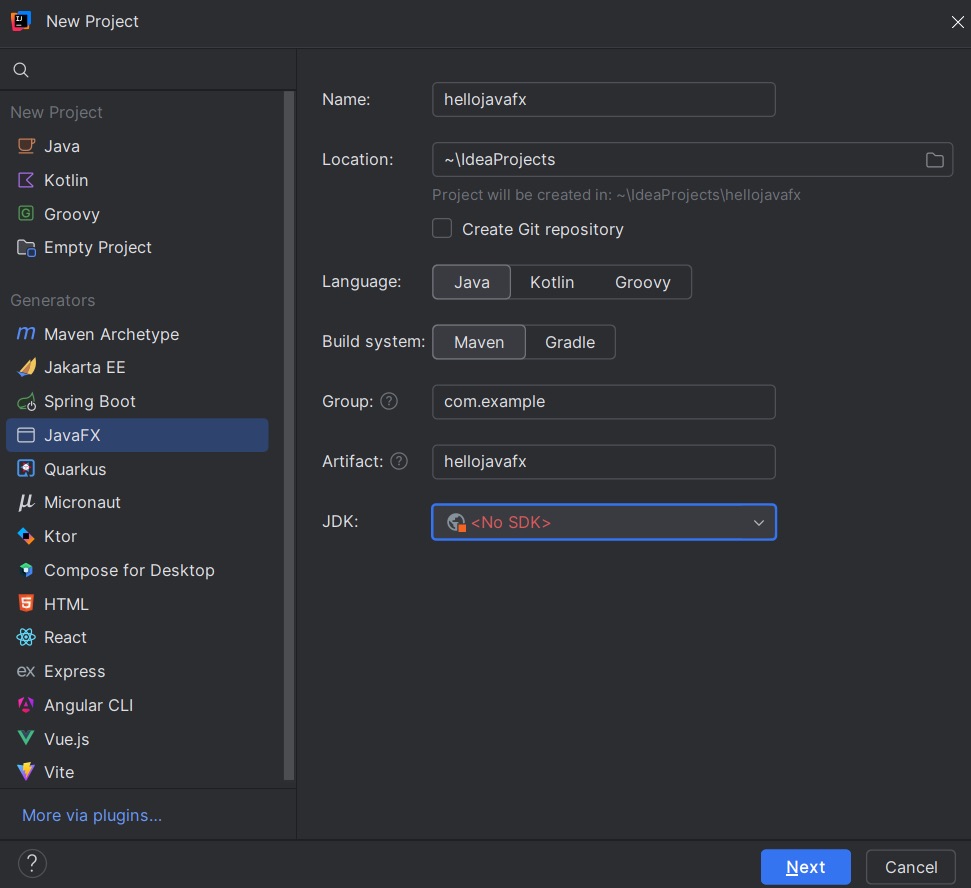 New Project
New Project
Java
Kotlin
Groovy
Empty Project
Generators
Maven Archetype
Jakarta EE
Spring Boot
JavaFX
Quarkus
Micronaut
Ktor
Compose for Desktop
HTML
React
Express
Angular CLI
Vue.js
Vite
More via plugins...
Name: hellojavafx
Location: ~\IdeaProjects
Project will be created in: ~\IdeaProjects\hellojavafx
Create Git repository
Language: Java Kotlin Groovy
Build system: Maven Gradle
Group: ? com.example
Artifact: ? hellojavafx
JDK: <No SDK>
? Next Cancel